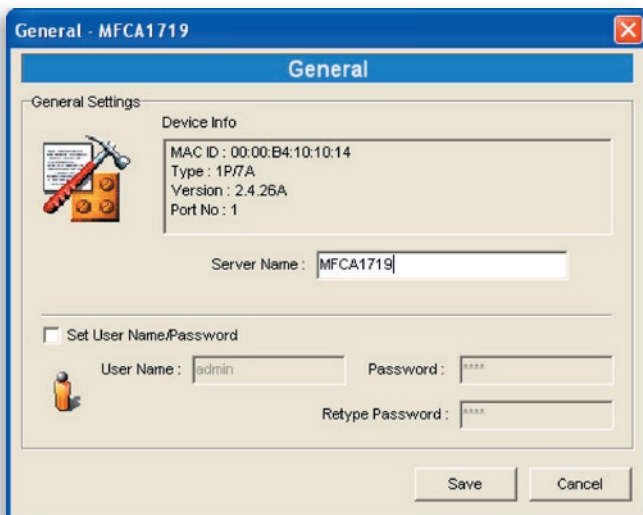 General - MFCA1719
General
General Settings
Device Info
MAC ID : 00:00:B4:10:10:14
Type : 1P/7A
Version : 2.4.26A
Port No : 1
Server Name : MFCA1719
Set User Name/Password
User Name : admin Password : ****
Retype Password : ****
Save Cancel